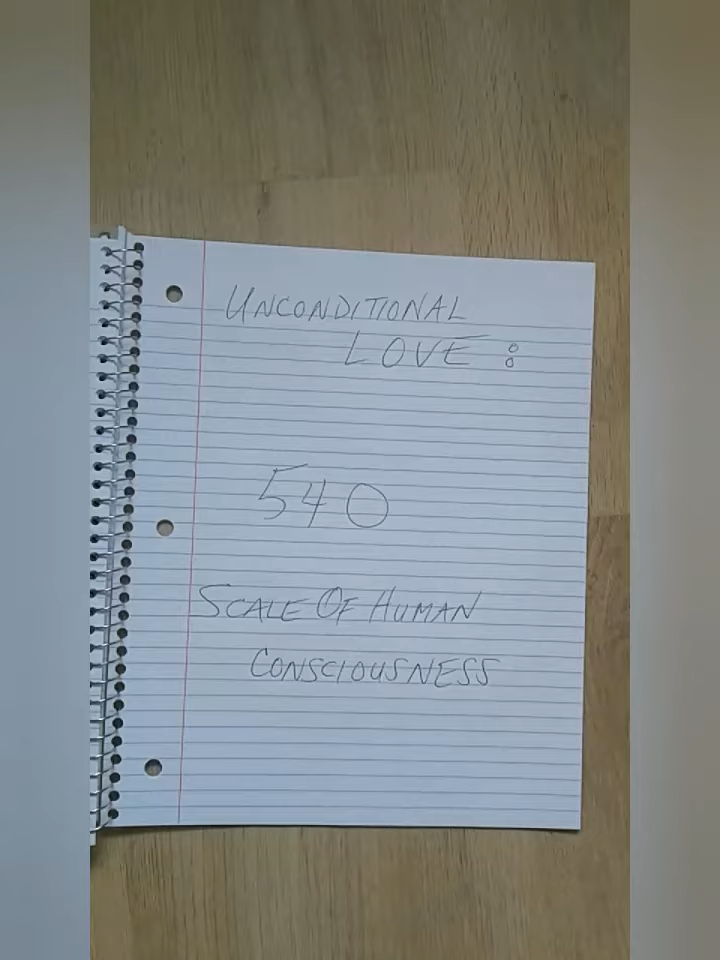 UNCONDITIONAL
LOVE:
540
SCALE OF HUMAN
CONSCIOUSNESS